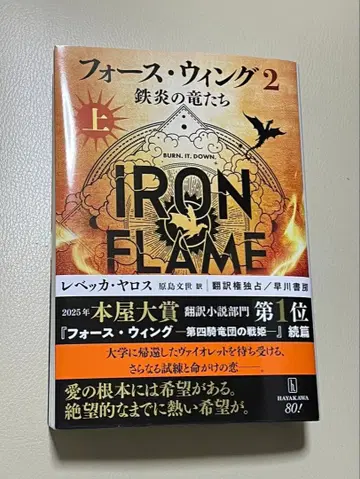 フォース・ウィング2
鉄炎の竜たち
上
BURN. IT. DOWN.
IRON
FLAME
レベッカ・ヤロス 原島文世 訳 翻訳権独占／早川書房
2025年 本屋大賞 翻訳小説部門 第1位
『フォース・ウィング―第四騎竜団の戦姫―』続篇
大学に帰還したヴァイオレットを待ち受ける、
さらなる試練と命がけの恋――。
愛の根本には希望がある。
絶望的なまでに熱い希望が。
h
HAYAKAWA
80!